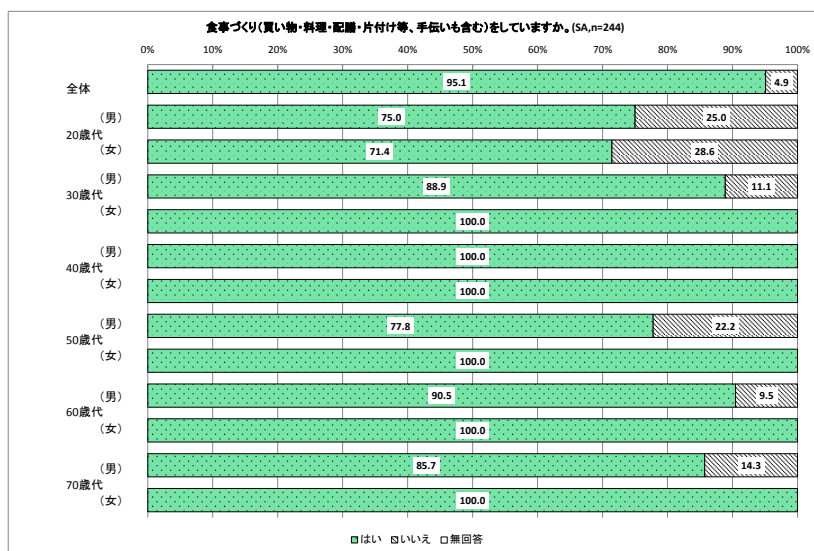 食事づくり(買い物・料理・配膳・片付け等、手伝いも含む)をしていますか。(SA,n=244)
0% 10% 20% 30% 40% 50% 60% 70% 80% 90% 100%
全体 95.1 4.9
20歳代 (男) 75.0 25.0
(女) 71.4 28.6
30歳代 (男) 88.9 11.1
(女) 100.0
40歳代 (男) 100.0
(女) 100.0
50歳代 (男) 77.8 22.2
(女) 100.0
60歳代 (男) 90.5 9.5
(女) 100.0
70歳代 (男) 85.7 14.3
(女) 100.0
はい いいえ 無回答